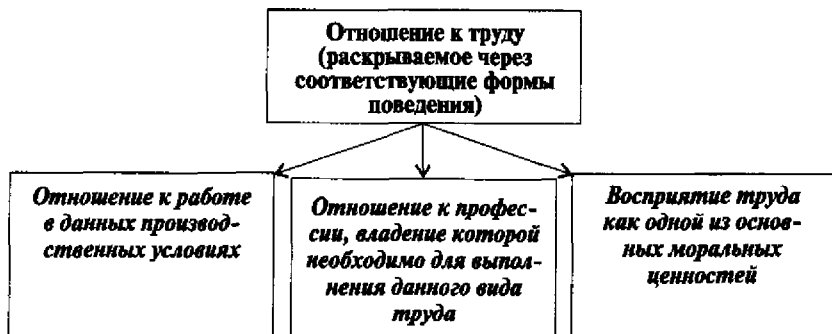 Отношение к труду
(раскрываемое через
соответствующие формы
поведения)
Отношение к работе
в данных производ-
ственных условиях
Отношение к профес-
сии, владение которой
необходимо для выпол-
нения данного вида
труда
Восприятие труда
как одной из основ-
ных моральных
ценностей